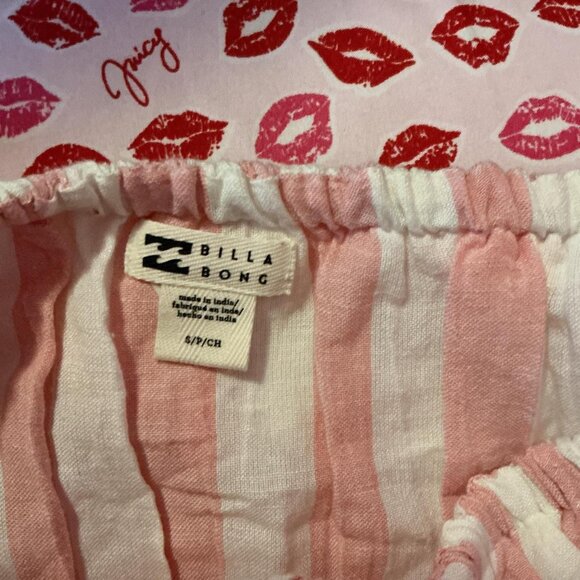 Juicy
BILLA
BONG
made in india/
fabriqué en inde/
hecho en india
S/P/CH